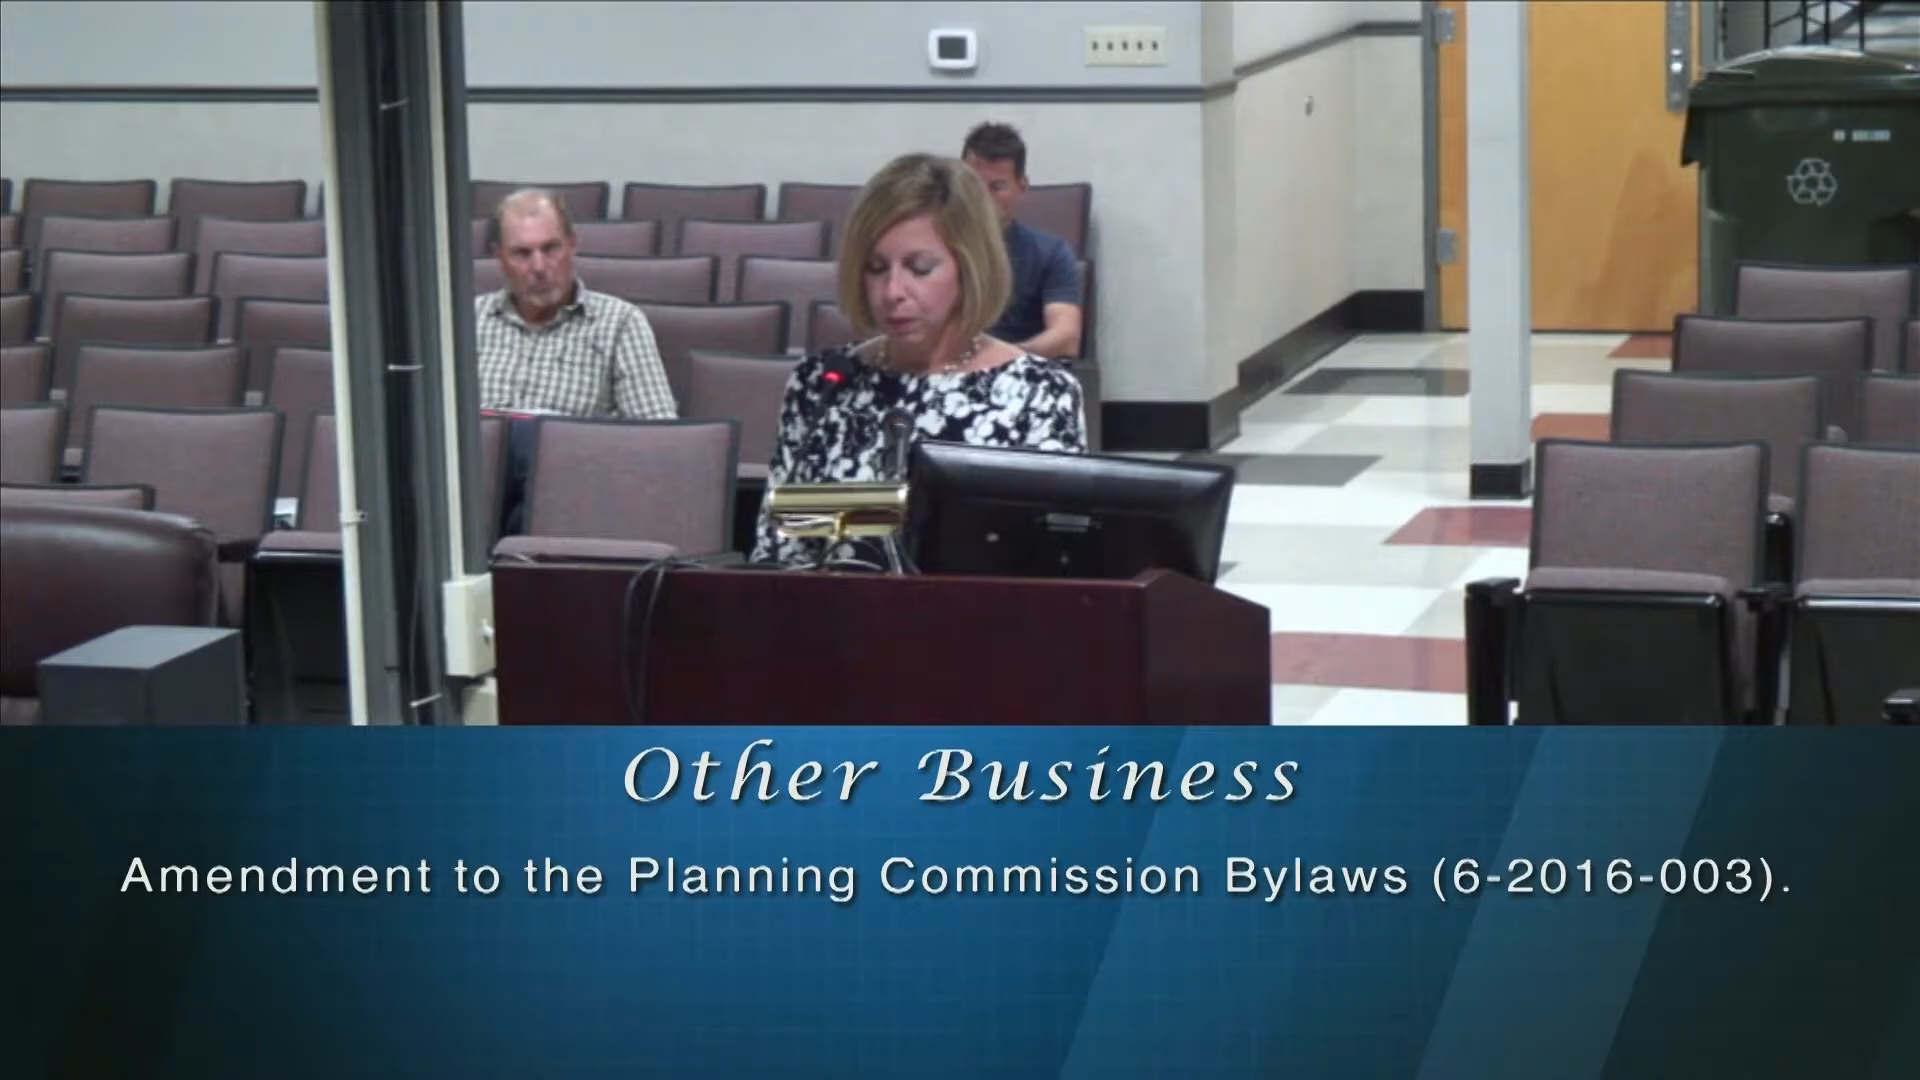 Other Business
Amendment to the Planning Commission Bylaws (6-2016-003).